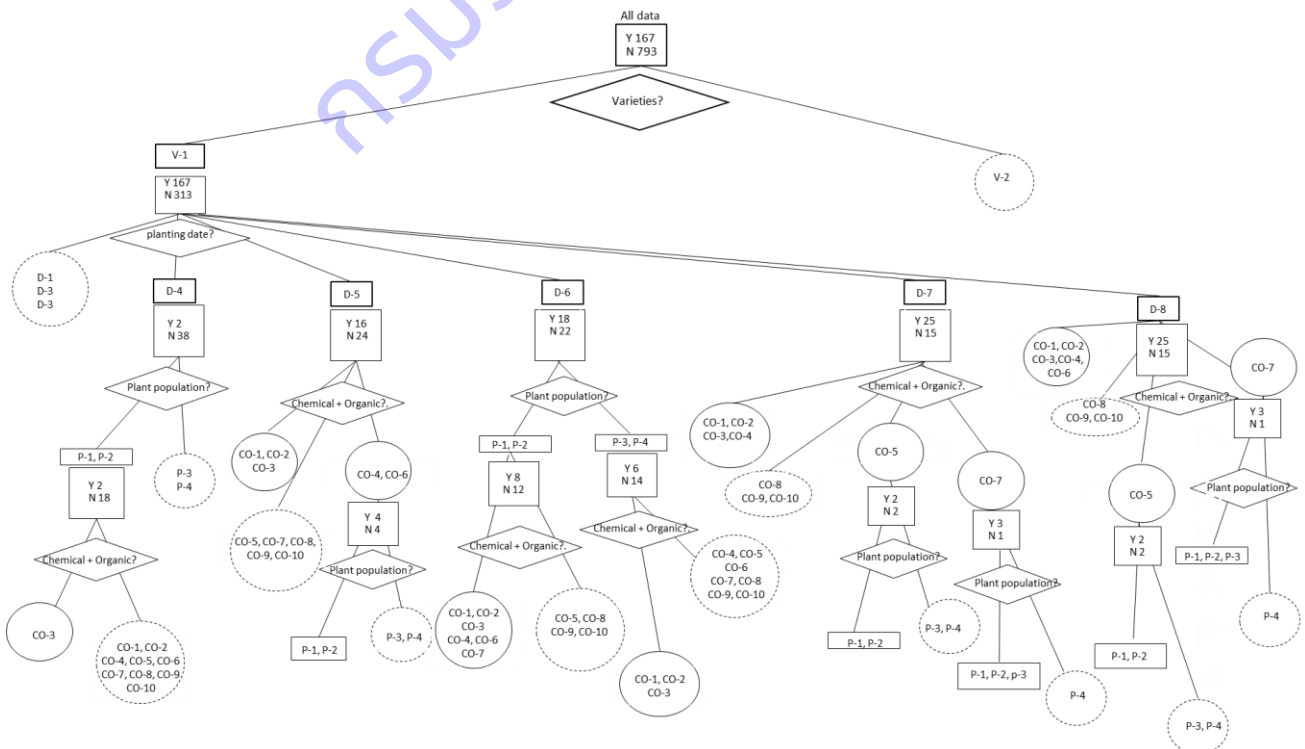 กรมวิ
All data
Y 167
N 793
Varieties?
V-1
Y 167
N 313
V-2
planting date?
D-1
D-3
D-3
D-4
Y 2
N 38
Plant population?
P-1, P-2
Y 2
N 18
P-3
P-4
Chemical + Organic?
CO-3
CO-1, CO-2
CO-4, CO-5, CO-6
CO-7, CO-8, CO-9
CO-10
D-5
Y 16
N 24
Chemical + Organic?.
CO-1, CO-2
CO-3
CO-5, CO-7, CO-8,
CO-9, CO-10
CO-4, CO-6
Y 4
N 4
Plant population?
P-1, P-2
P-3, P-4
D-6
Y 18
N 22
Plant population?
P-1, P-2
Y 8
N 12
Chemical + Organic?.
CO-1, CO-2
CO-3
CO-4, CO-6
CO-7
CO-5, CO-8
CO-9, CO-10
P-3, P-4
Y 6
N 14
Chemical + Organic?.
CO-1, CO-2
CO-3
CO-4, CO-5
CO-6
CO-7, CO-8
CO-9, CO-10
D-7
Y 25
N 15
Chemical + Organic?.
CO-1, CO-2
CO-3,CO-4
CO-8
CO-9, CO-10
CO-5
Y 2
N 2
Plant population?
P-1, P-2
P-3, P-4
CO-7
Y 3
N 1
Plant population?
P-1, P-2, p-3
P-4
D-8
Y 25
N 15
Chemical + Organic?.
CO-1, CO-2
CO-3,CO-4,
CO-6
CO-8
CO-9, CO-10
CO-5
Y 2
N 2
P-1, P-2
P-3, P-4
CO-7
Y 3
N 1
Plant population?
P-1, P-2, P-3
P-4